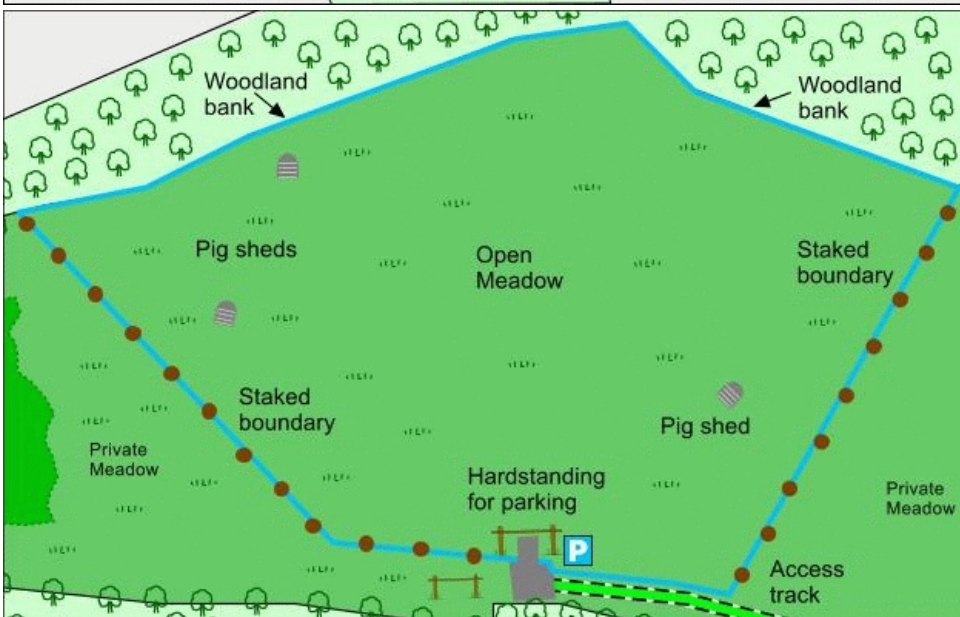 Woodland
bank
Woodland
bank
Pig sheds
Open
Meadow
Staked
boundary
Staked
boundary
Pig shed
Private
Meadow
Hardstanding
for parking
Private
Meadow
P
Access
track